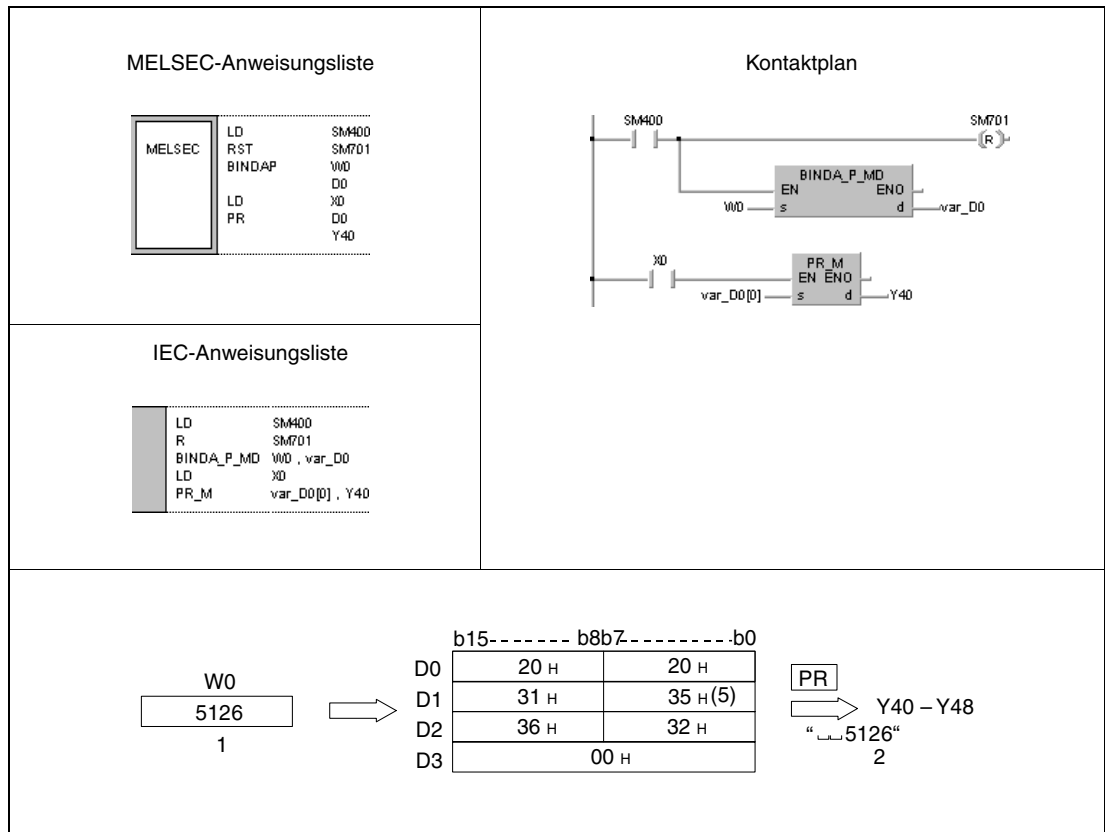 MELSEC-Anweisungsliste
MELSEC
LD SM400
RST SM701
BINDAP W0
D0
LD X0
PR D0
Y40
Kontaktplan
SM400 SM701
R
BINDA_P_MD
EN ENO
W0 s d var_D0
X0
PR_M
EN ENO
var_D0[0] s d Y40
IEC-Anweisungsliste
LD SM400
R SM701
BINDA_P_MD W0 , var_D0
LD X0
PR_M var_D0[0] , Y40
b15- - - - - - - b8b7- - - - - - - - - -b0
W0
5126
1
D0 20 H 20 H
D1 31 H 35 H (5)
D2 36 H 32 H
D3 00 H
PR
Y40 – Y48
“ ␣␣5126“
2